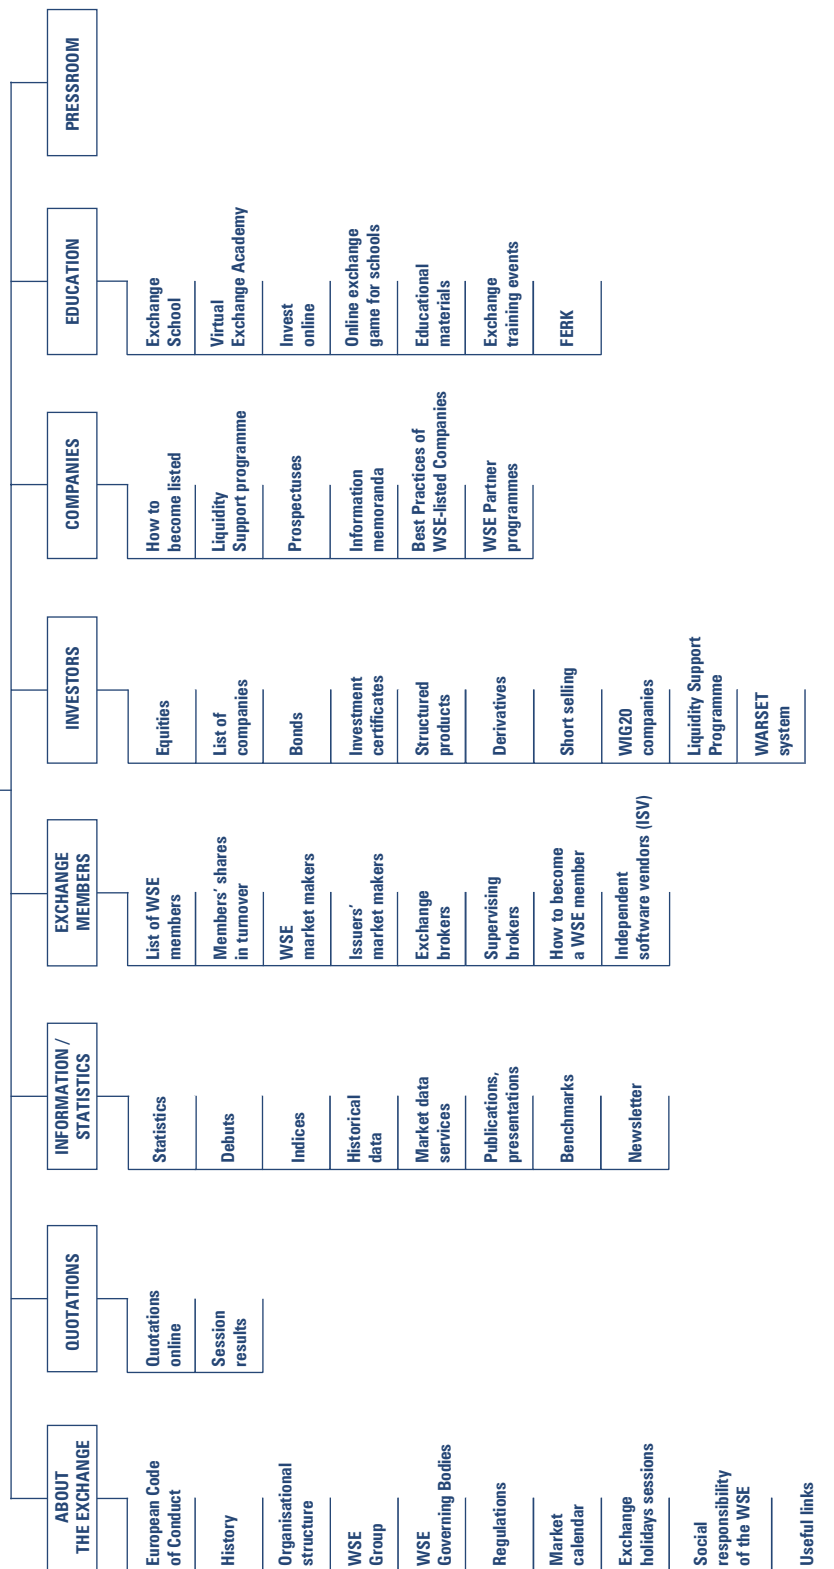 ABOUT
THE EXCHANGE
European Code
of Conduct
History
Organisational
structure
WSE
Group
WSE
Governing Bodies
Regulations
Market
calendar
Exchange
holidays sessions
Social
responsibility
of the WSE
Useful links
QUOTATIONS
Quotations
online
Session
results
INFORMATION /
STATISTICS
Statistics
Debuts
Indices
Historical
data
Market data
services
Publications,
presentations
Benchmarks
Newsletter
EXCHANGE
MEMBERS
List of WSE
members
Members' shares
in turnover
WSE
market makers
Issuers'
market makers
Exchange
brokers
Supervising
brokers
How to become
a WSE member
Independent
software vendors (ISV)
INVESTORS
Equities
List of
companies
Bonds
Investment
certificates
Structured
products
Derivatives
Short selling
WIG20
companies
Liquidity Support
Programme
WARSET
system
COMPANIES
How to
become listed
Liquidity
Support programme
Prospectuses
Information
memoranda
Best Practices of
WSE-listed Companies
WSE Partner
programmes
EDUCATION
Exchange
School
Virtual
Exchange Academy
Invest
online
Online exchange
game for schools
Educational
materials
Exchange
training events
FERK
PRESSROOM